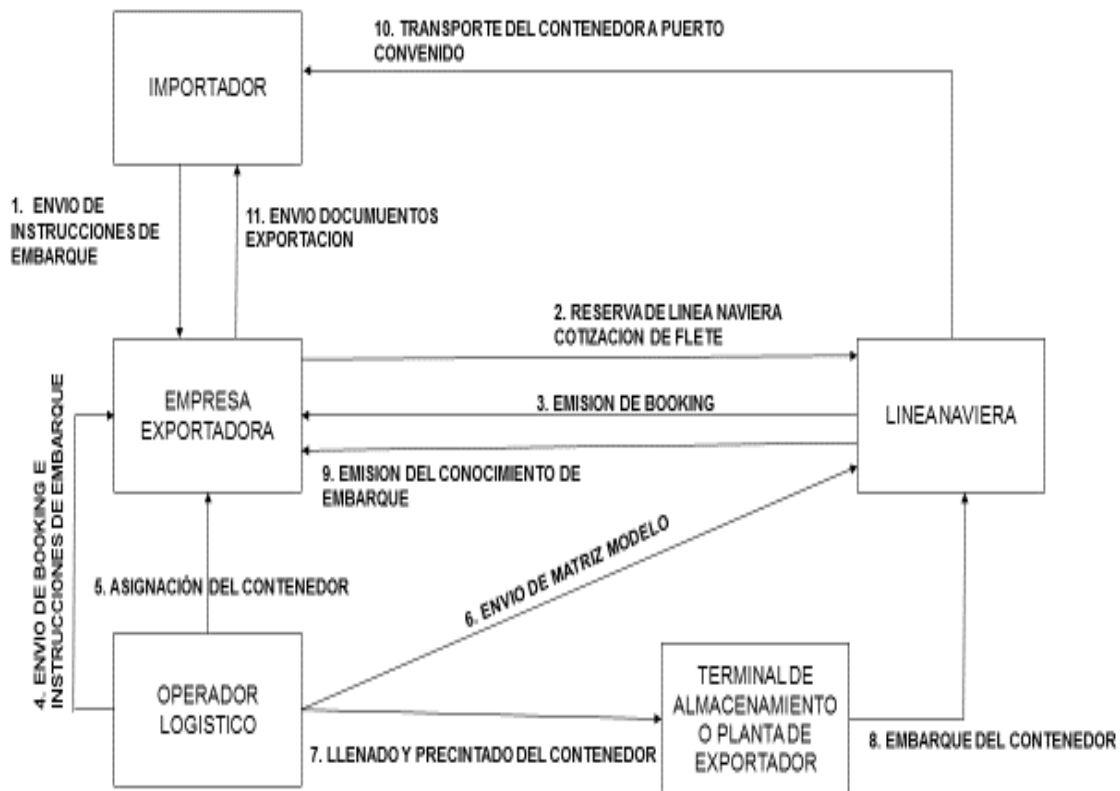 10. TRANSPORTE DEL CONTENEDOR A PUERTO
CONVENIDO
IMPORTADOR
1. ENVIO DE
INSTRUCCIONES DE
EMBARQUE
11. ENVIO DOCUMUENTOS
EXPORTACION
2. RESERVA DE LINEA NAVIERA
COTIZACION DE FLETE
EMPRESA
EXPORTADORA
3. EMISION DE BOOKING
LINEA NAVIERA
9. EMISION DEL CONOCIMIENTO DE
EMBARQUE
4. ENVIO DE BOOKING E
INSTRUCCIONES DE EMBARQUE
5. ASIGNACIÓN DEL CONTENEDOR
6. ENVIO DE MATRIZ MODELO
OPERADOR
LOGISTICO
7. LLENADO Y PRECINTADO DEL CONTENEDOR
TERMINAL DE
ALMACENAMIENTO
O PLANTA DE
EXPORTADOR
8. EMBARQUE DEL CONTENEDOR